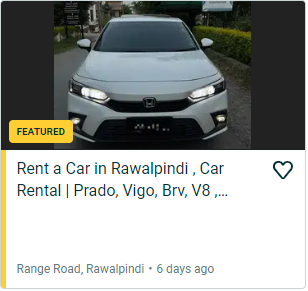 FEATURED
Rent a Car in Rawalpindi , Car
Rental | Prado, Vigo, Brv, V8 ,...
Range Road, Rawalpindi • 6 days ago